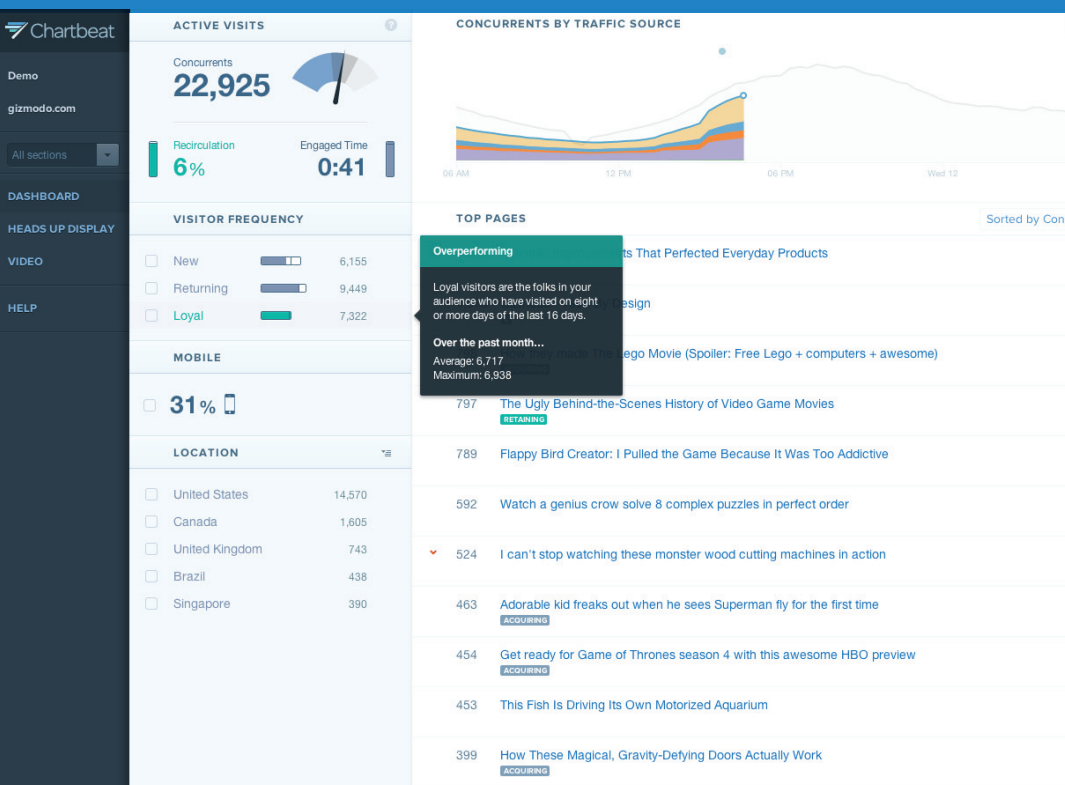 Chartbeat
Demo
gizmodo.com
All sections
DASHBOARD
HEADS UP DISPLAY
VIDEO
HELP
ACTIVE VISITS
?
Concurrents
22,925
Recirculation
6%
Engaged Time
0:41
VISITOR FREQUENCY
New 6,155
Returning 9,449
Loyal 7,322
MOBILE
31%
LOCATION
United States 14,570
Canada 1,605
United Kingdom 743
Brazil 438
Singapore 390
CONCURRENTS BY TRAFFIC SOURCE
06 AM 12 PM 06 PM Wed 12
TOP PAGES
Sorted by Con
Overperforming
Loyal visitors are the folks in your
audience who have visited on eight
or more days of the last 16 days.
Over the past month...
Average: 6,717
Maximum: 6,938
That Perfected Everyday Products
Design
How they made The Lego Movie (Spoiler: Free Lego + computers + awesome)
797 The Ugly Behind-the-Scenes History of Video Game Movies
RETAINING
789 Flappy Bird Creator: I Pulled the Game Because It Was Too Addictive
592 Watch a genius crow solve 8 complex puzzles in perfect order
524 I can't stop watching these monster wood cutting machines in action
463 Adorable kid freaks out when he sees Superman fly for the first time
ACQUIRING
454 Get ready for Game of Thrones season 4 with this awesome HBO preview
ACQUIRING
453 This Fish Is Driving Its Own Motorized Aquarium
399 How These Magical, Gravity-Defying Doors Actually Work
ACQUIRING